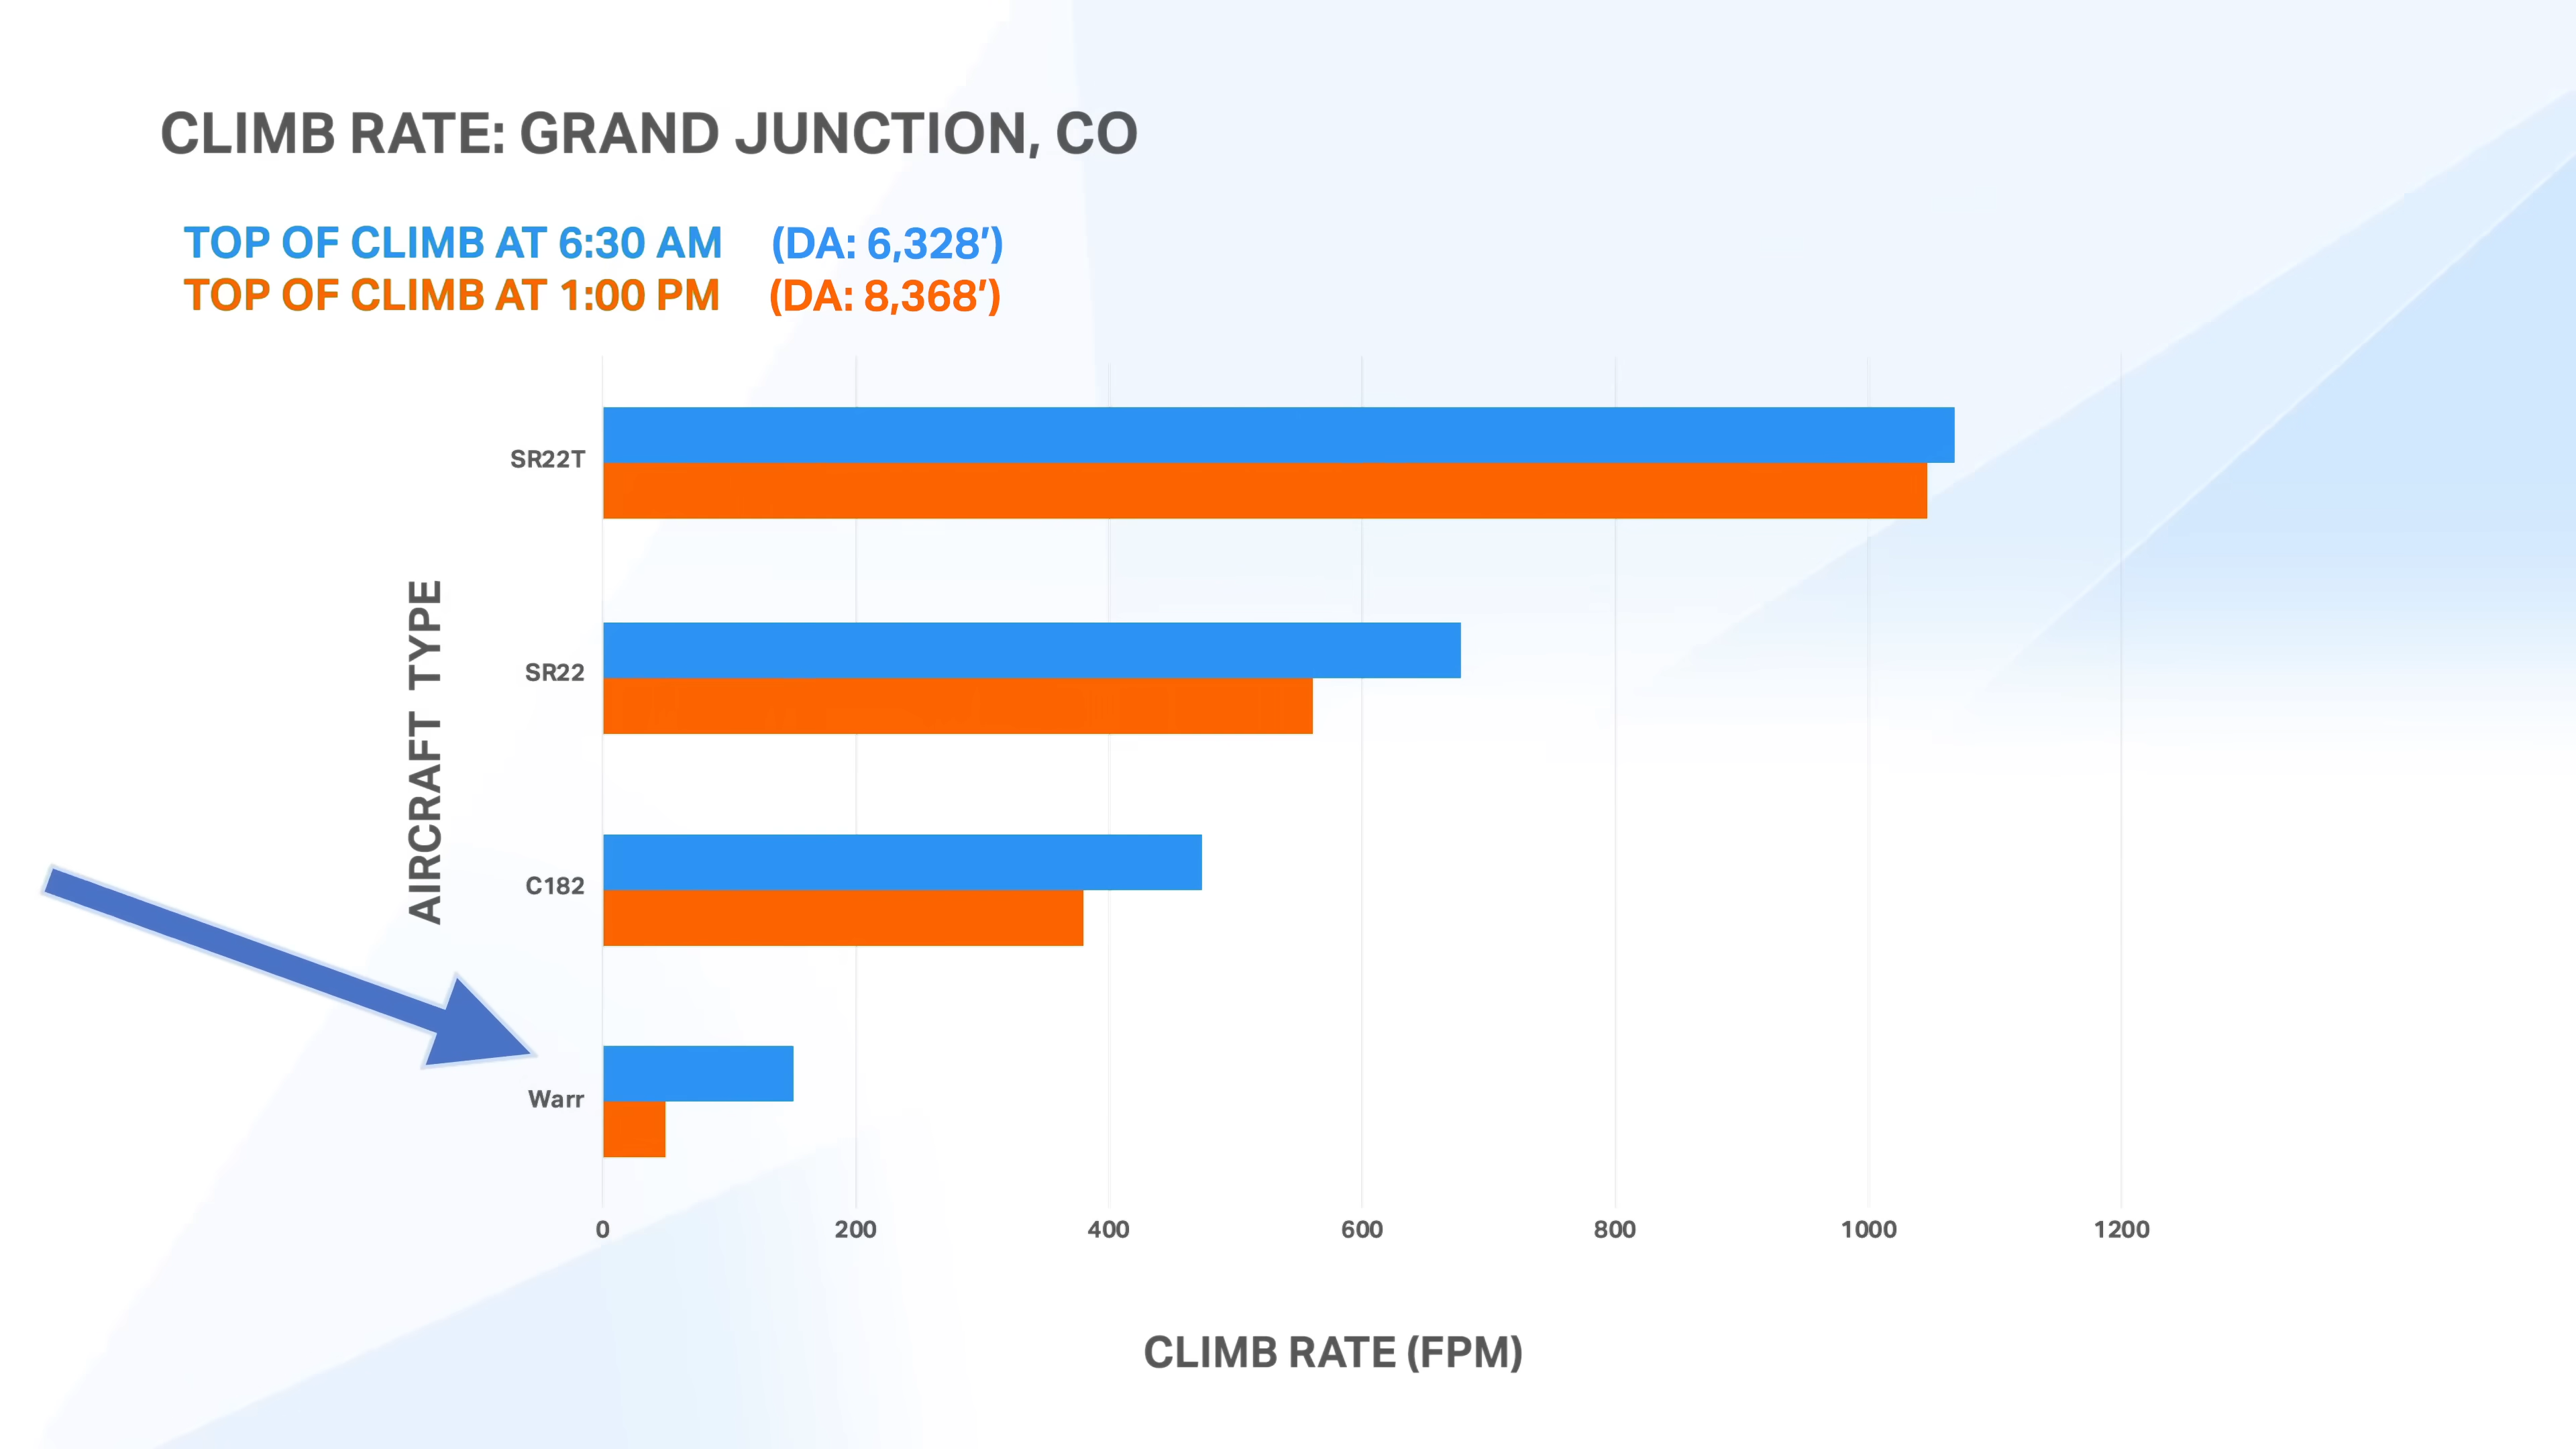 CLIMB RATE: GRAND JUNCTION, CO
TOP OF CLIMB AT 6:30 AM (DA: 6,328')
TOP OF CLIMB AT 1:00 PM (DA: 8,368')
AIRCRAFT TYPE
SR22T
SR22
C182
Warr
0 200 400 600 800 1000 1200
CLIMB RATE (FPM)